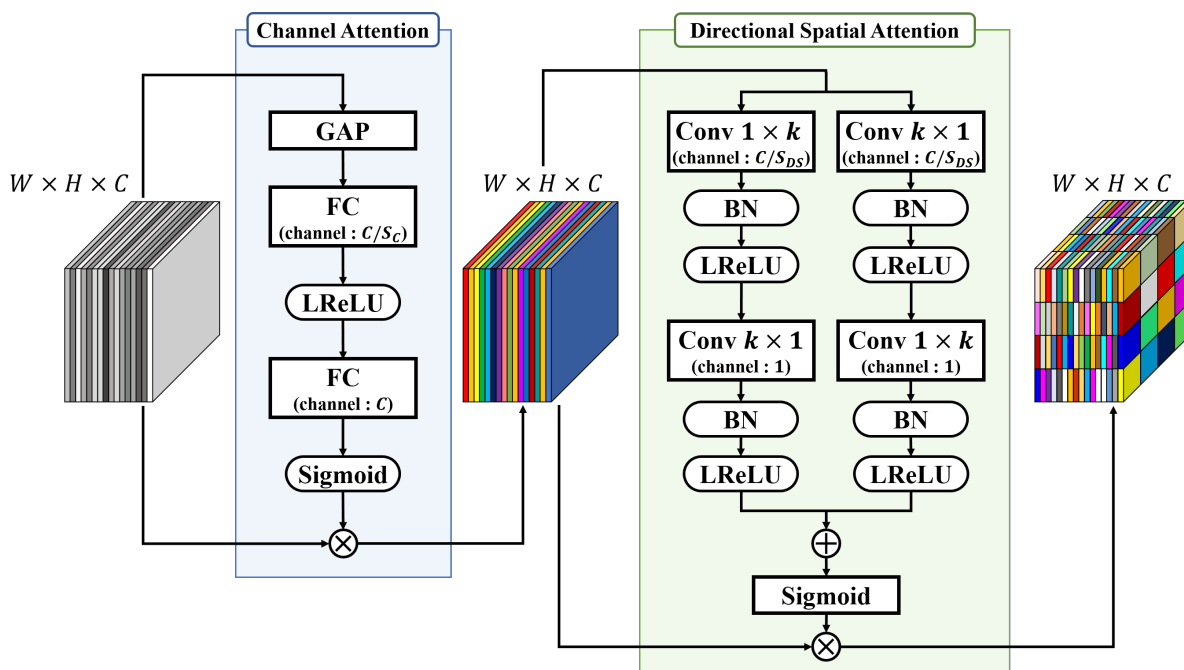 Channel Attention
Directional Spatial Attention
W × H × C
GAP
FC
(channel : C/S_C)
LReLU
FC
(channel : C)
Sigmoid
⊗
W × H × C
Conv 1 × k
(channel : C/S_DS)
BN
LReLU
Conv k × 1
(channel : 1)
BN
LReLU
Conv k × 1
(channel : C/S_DS)
BN
LReLU
Conv 1 × k
(channel : 1)
BN
LReLU
⊕
Sigmoid
⊗
W × H × C